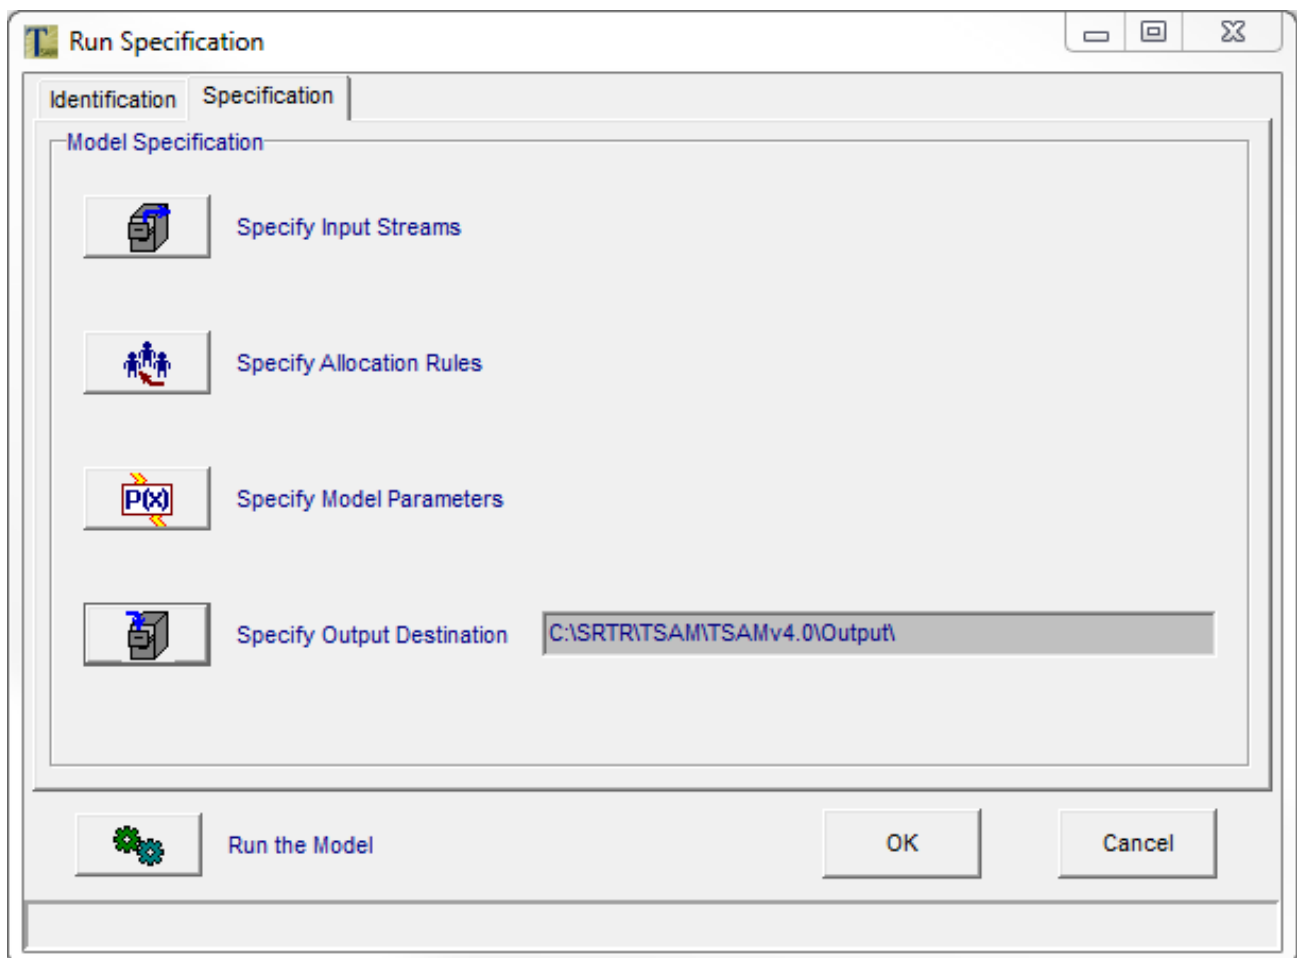 Run Specification
Identification
Specification
Model Specification
Specify Input Streams
Specify Allocation Rules
P(x)
Specify Model Parameters
Specify Output Destination
C:\SRTR\TSAM\TSAMv4.0\Output\
Run the Model
OK
Cancel